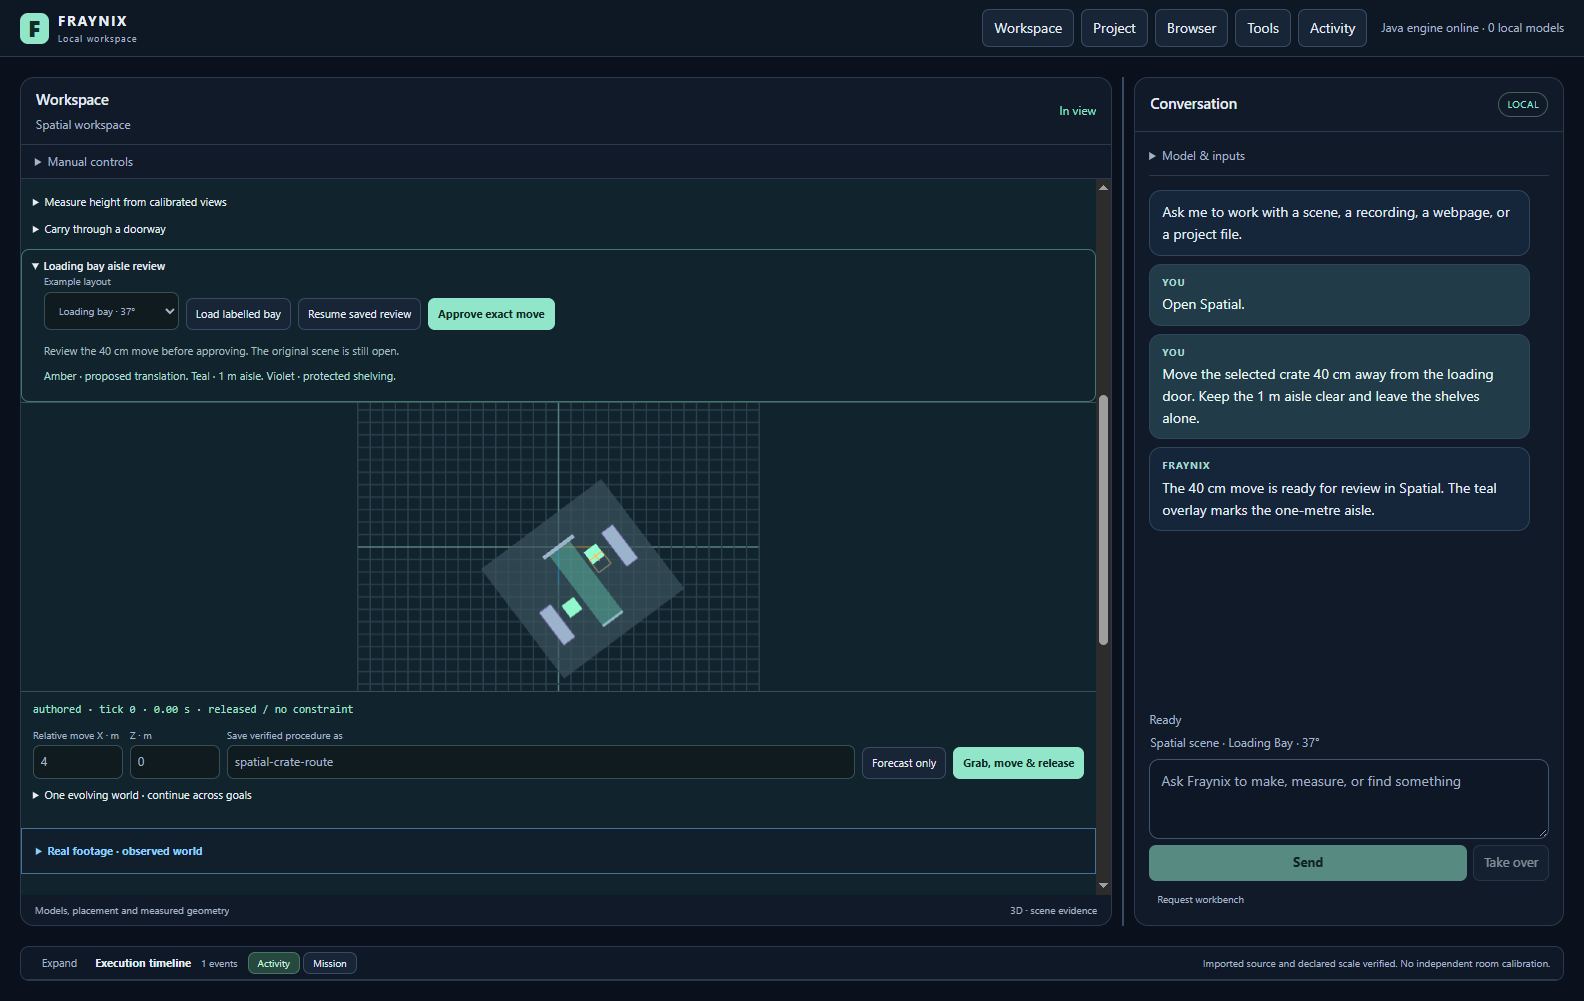 F
FRAYNIX
Local workspace
Workspace
Project
Browser
Tools
Activity
Java engine online · 0 local models
Workspace
Spatial workspace
In view
Manual controls
Measure height from calibrated views
Carry through a doorway
Loading bay aisle review
Example layout
Loading bay · 37°
Load labelled bay
Resume saved review
Approve exact move
Review the 40 cm move before approving. The original scene is still open.
Amber · proposed translation. Teal · 1 m aisle. Violet · protected shelving.
authored · tick 0 · 0.00 s · released / no constraint
Relative move X · m
Z · m
Save verified procedure as
4
0
spatial-crate-route
Forecast only
Grab, move & release
One evolving world · continue across goals
Real footage · observed world
Models, placement and measured geometry
3D · scene evidence
Conversation
LOCAL
Model & inputs
Ask me to work with a scene, a recording, a webpage, or
a project file.
YOU
Open Spatial.
YOU
Move the selected crate 40 cm away from the loading
door. Keep the 1 m aisle clear and leave the shelves
alone.
FRAYNIX
The 40 cm move is ready for review in Spatial. The teal
overlay marks the one-metre aisle.
Ready
Spatial scene · Loading Bay · 37°
Ask Fraynix to make, measure, or find something
Send
Take over
Request workbench
Expand
Execution timeline
1 events
Activity
Mission
Imported source and declared scale verified. No independent room calibration.